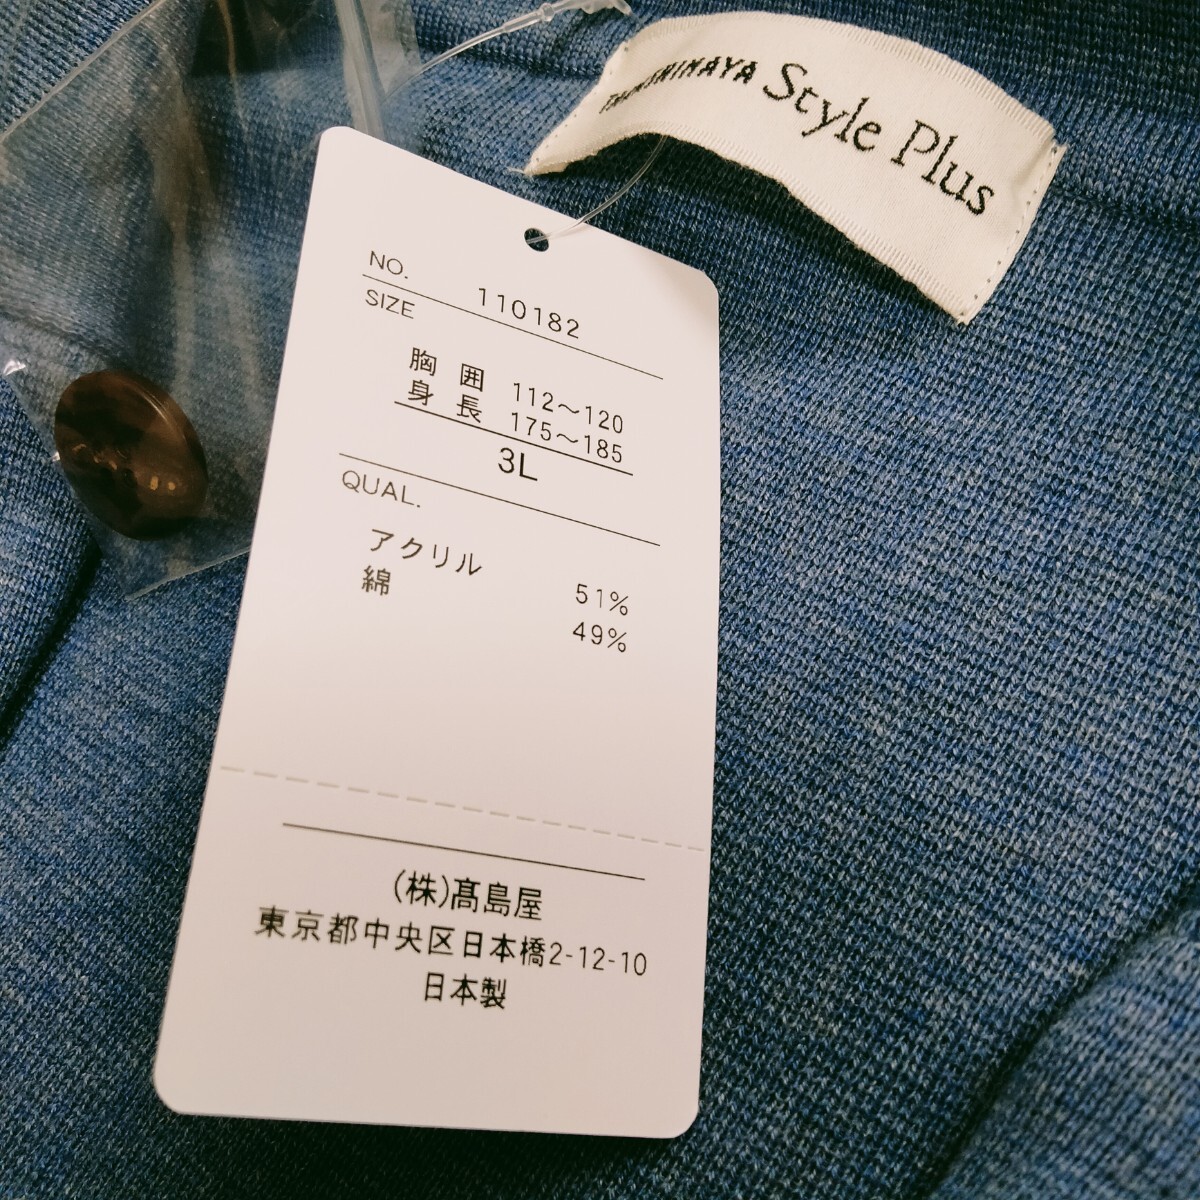 TAKASHIMAYA Style Plus
NO. 110182
SIZE
胸囲 112～120
身長 175～185
3L
QUAL.
アクリル 51%
綿 49%
(株)髙島屋
東京都中央区日本橋2-12-10
日本製